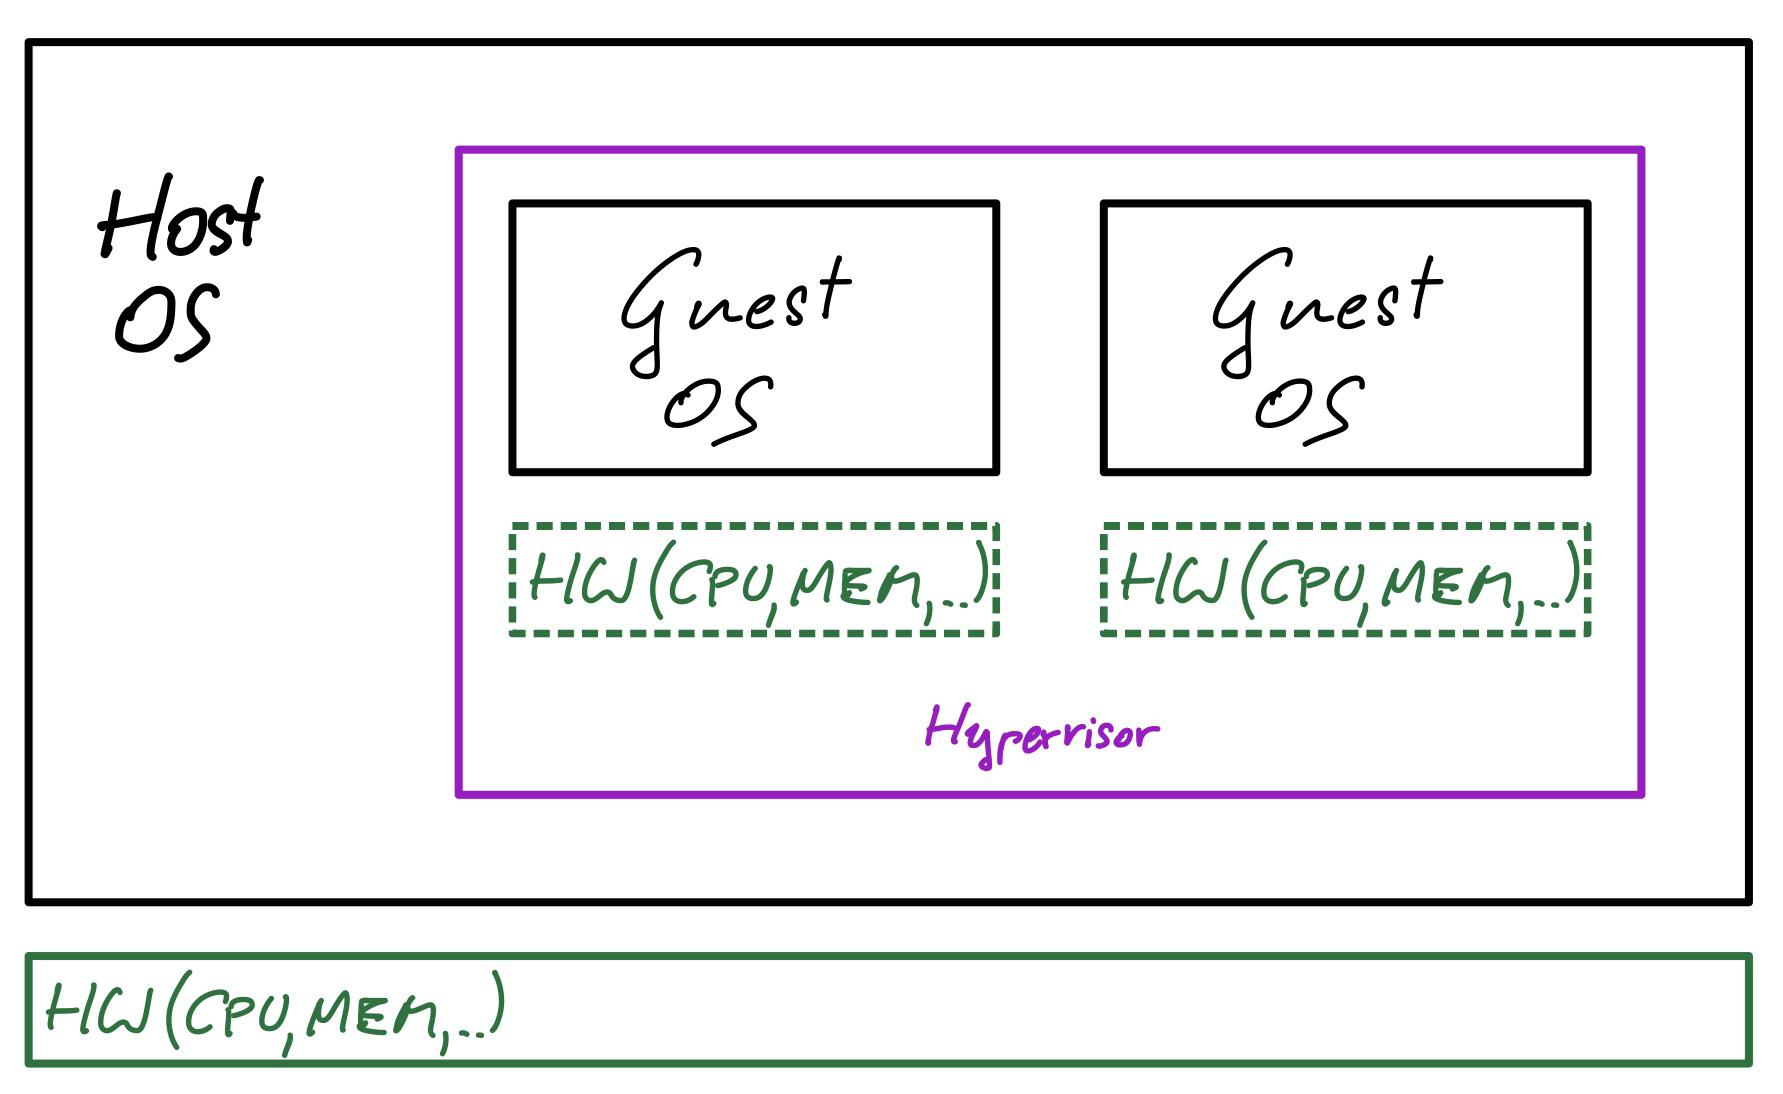 Host
OS
Guest
OS
Guest
OS
HW(CPU,MEM,...)
HW(CPU,MEM,...)
Hypervisor
HW(CPU,MEM,...)